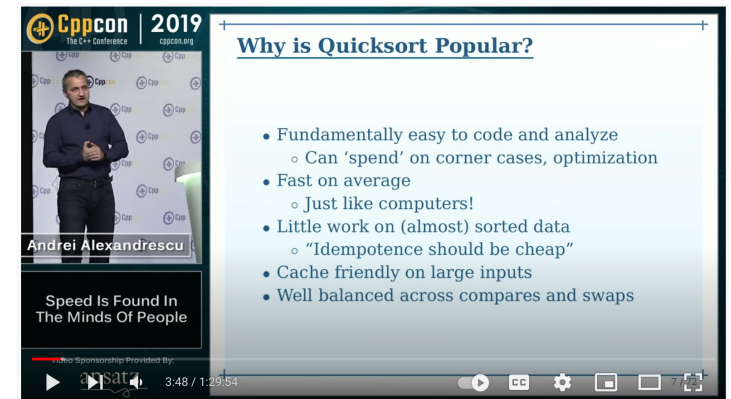 Cppcon
The C++ Conference
2019
cppcon.org
Why is Quicksort Popular?
• Fundamentally easy to code and analyze
◦ Can ‘spend’ on corner cases, optimization
• Fast on average
◦ Just like computers!
• Little work on (almost) sorted data
◦ “Idempotence should be cheap”
• Cache friendly on large inputs
• Well balanced across compares and swaps
Andrei Alexandrescu
Speed Is Found In
The Minds Of People
Video Sponsorship Provided By:
ansatz
3:48 / 1:29:54
CC
7 / 72